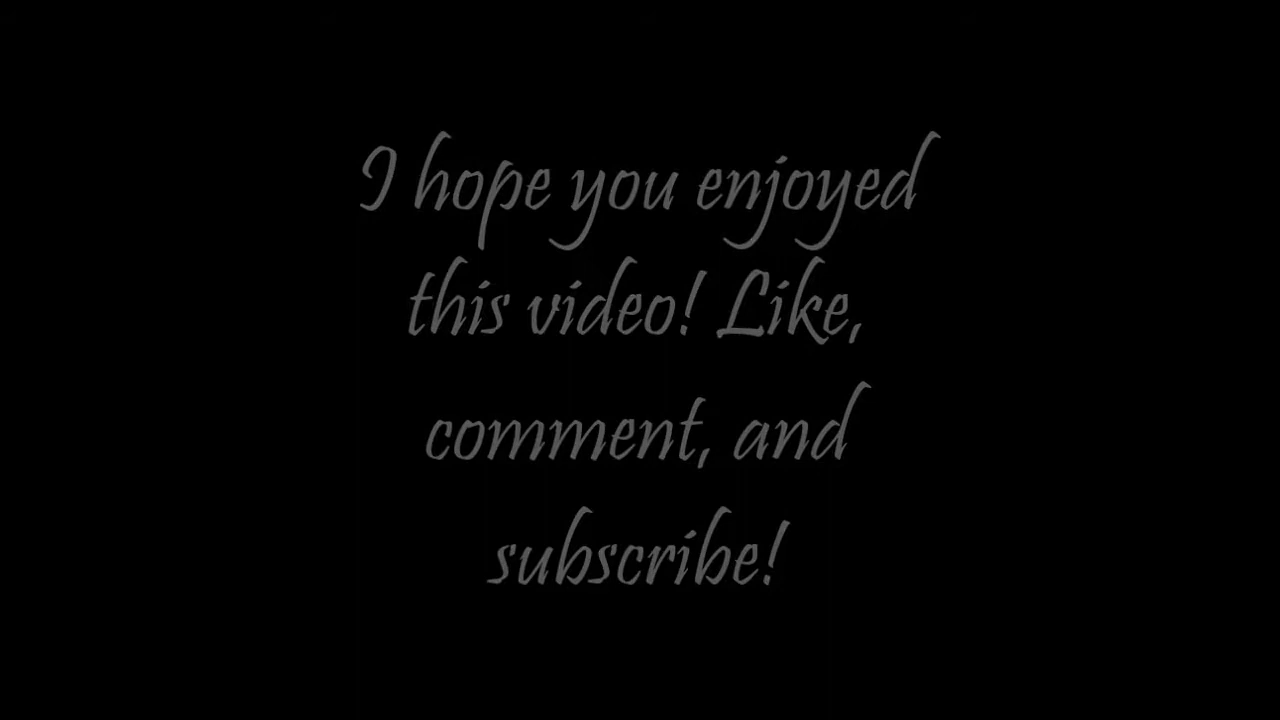 I hope you enjoyed
this video! Like,
comment, and
subscribe!